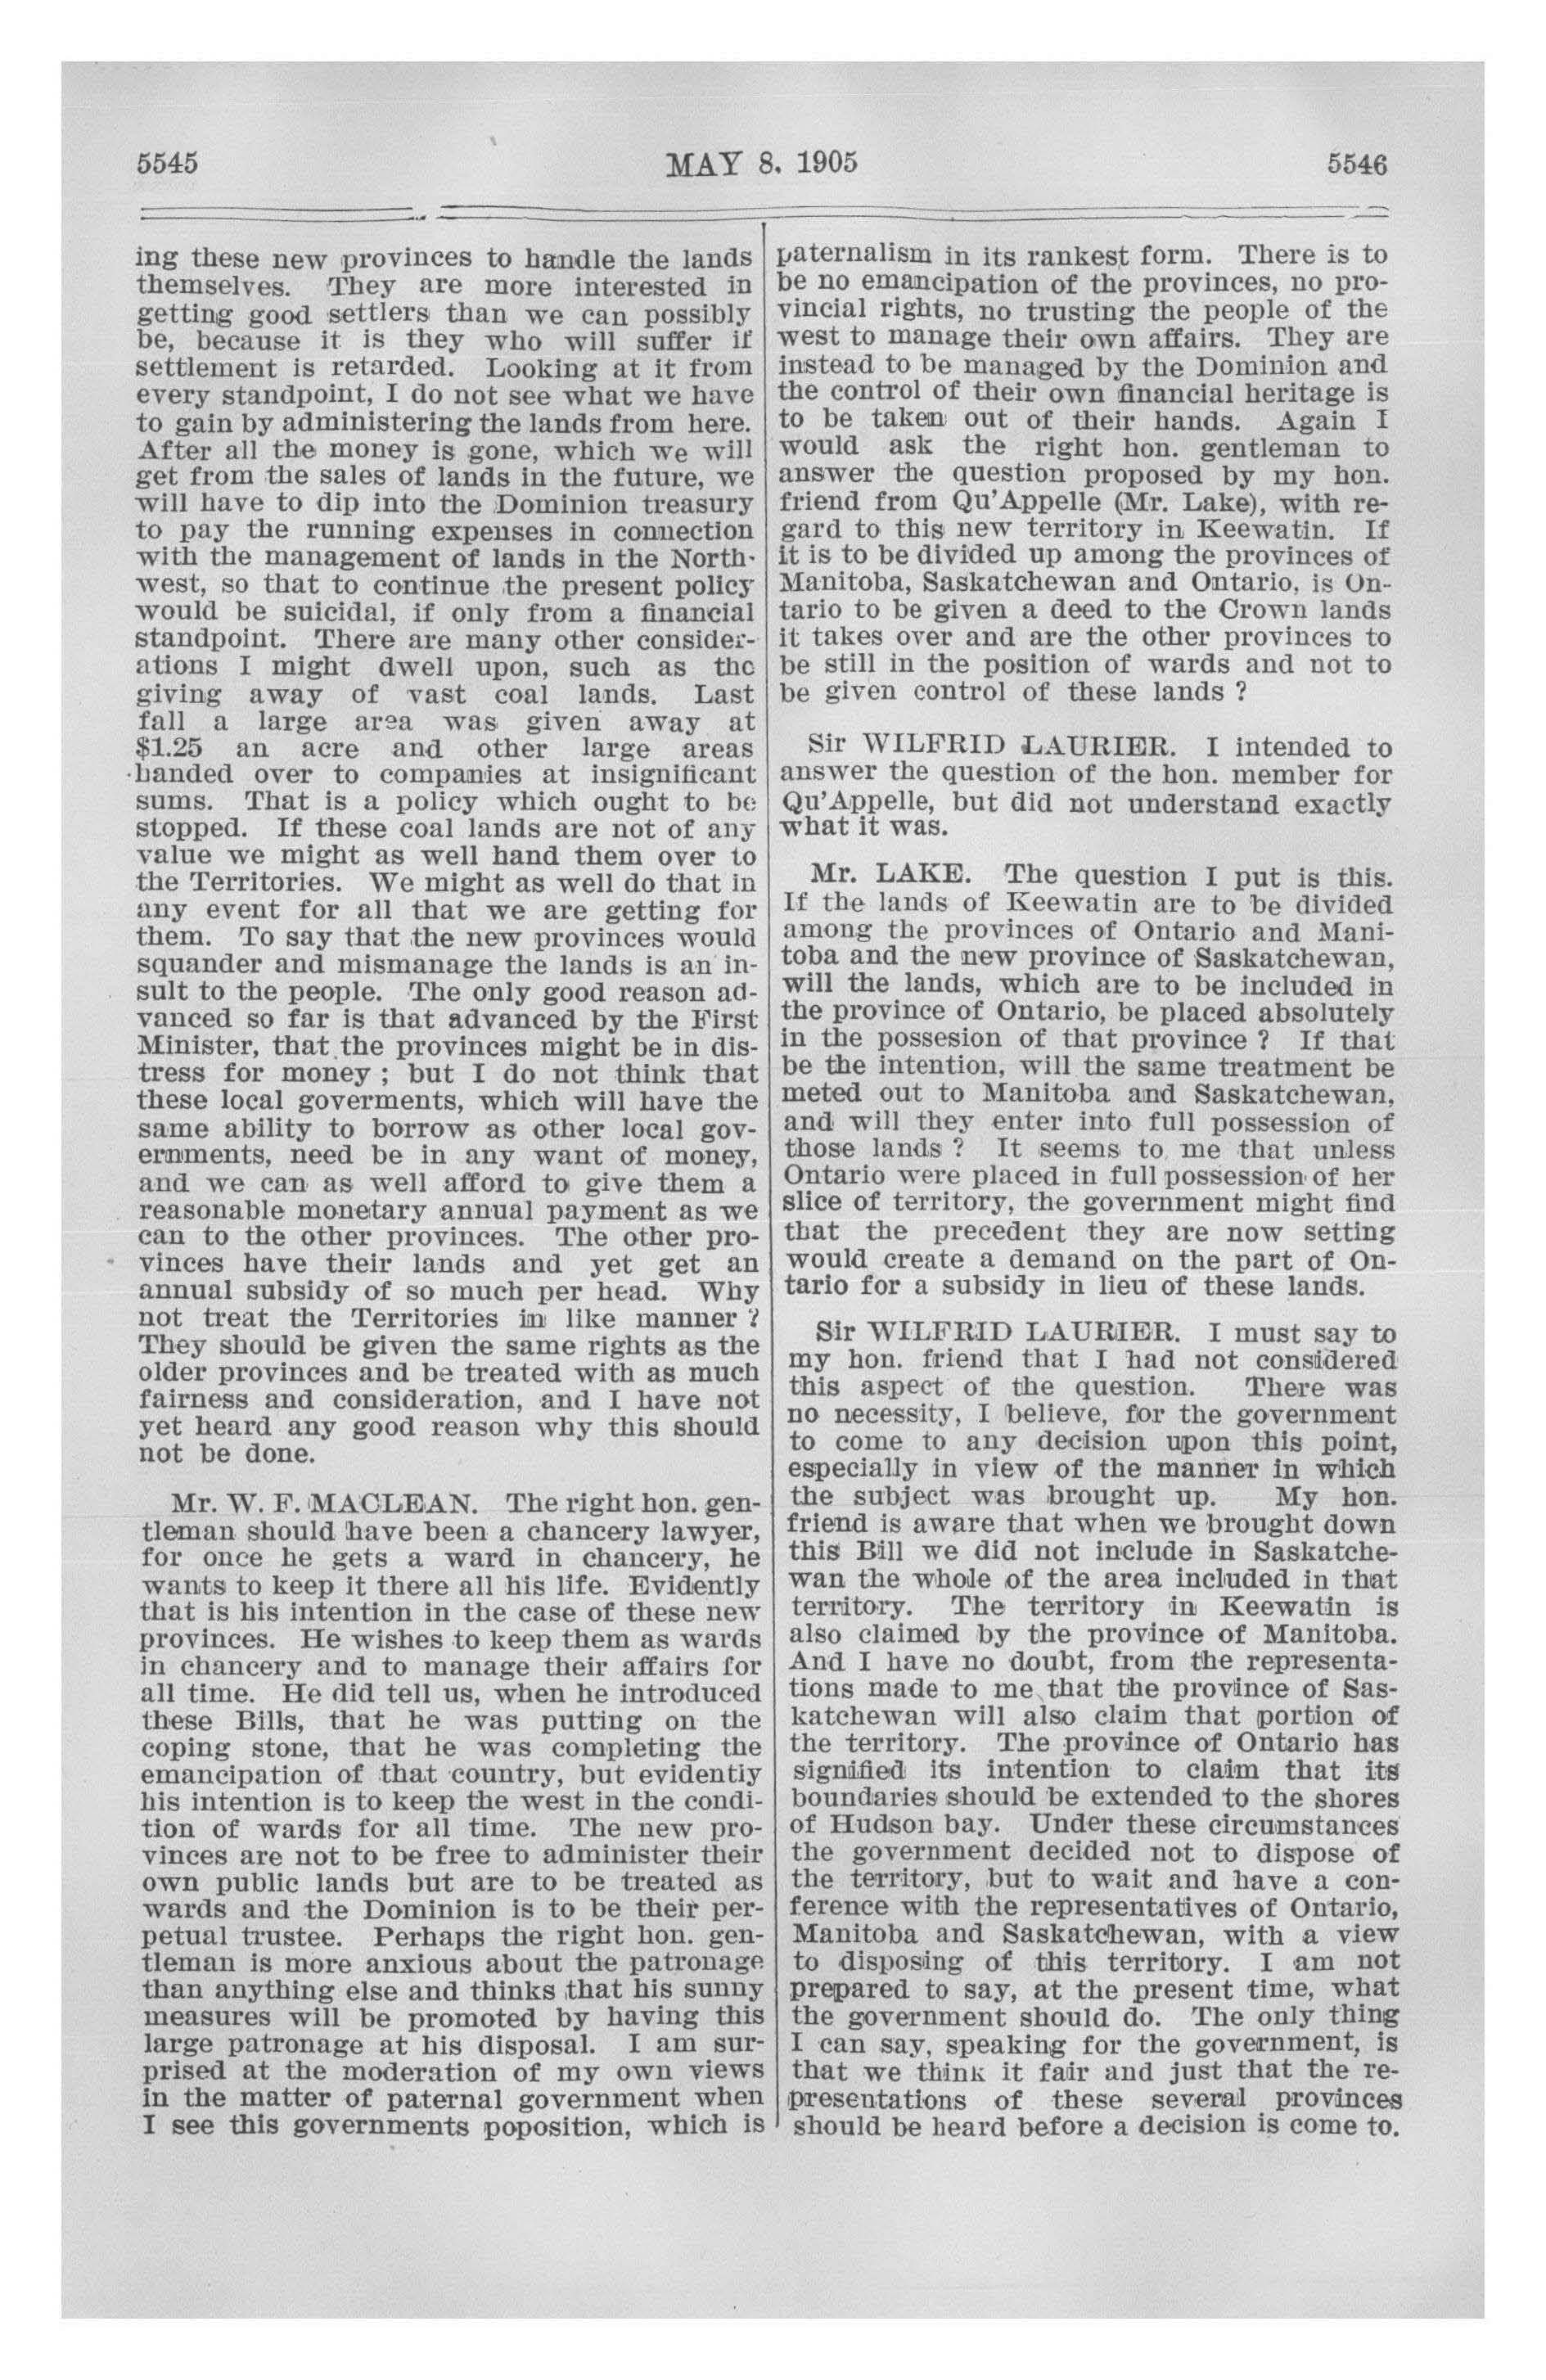 5545
MAY 8, 1905
5546
ing these new provinces to handle the lands
themselves. They are more interested in
getting good settlers than we can possibly
be, because it is they who will suffer if
settlement is retarded. Looking at it from
every standpoint, I do not see what we have
to gain by administering the lands from here.
After all the money is gone, which we will
get from the sales of lands in the future, we
will have to dip into the Dominion treasury
to pay the running expenses in connection
with the management of lands in the North-
west, so that to continue the present policy
would be suicidal, if only from a financial
standpoint. There are many other consider-
ations I might dwell upon, such as the
giving away of vast coal lands. Last
fall a large area was given away at
$1.25 an acre and other large areas
handed over to companies at insignificant
sums. That is a policy which ought to be
stopped. If these coal lands are not of any
value we might as well hand them over to
the Territories. We might as well do that in
any event for all that we are getting for
them. To say that the new provinces would
squander and mismanage the lands is an in-
sult to the people. The only good reason ad-
vanced so far is that advanced by the First
Minister, that the provinces might be in dis-
tress for money ; but I do not think that
these local goverments, which will have the
same ability to borrow as other local gov-
ernments, need be in any want of money,
and we can as well afford to give them a
reasonable monetary annual payment as we
can to the other provinces. The other pro-
vinces have their lands and yet get an
annual subsidy of so much per head. Why
not treat the Territories in like manner ?
They should be given the same rights as the
older provinces and be treated with as much
fairness and consideration, and I have not
yet heard any good reason why this should
not be done.
Mr. W. F. MACLEAN. The right hon. gen-
tleman should have been a chancery lawyer,
for once he gets a ward in chancery, he
wants to keep it there all his life. Evidently
that is his intention in the case of these new
provinces. He wishes to keep them as wards
in chancery and to manage their affairs for
all time. He did tell us, when he introduced
these Bills, that he was putting on the
coping stone, that he was completing the
emancipation of that country, but evidently
his intention is to keep the west in the condi-
tion of wards for all time. The new pro-
vinces are not to be free to administer their
own public lands but are to be treated as
wards and the Dominion is to be their per-
petual trustee. Perhaps the right hon. gen-
tleman is more anxious about the patronage
than anything else and thinks that his sunny
measures will be promoted by having this
large patronage at his disposal. I am sur-
prised at the moderation of my own views
in the matter of paternal government when
I see this governments poposition, which is
paternalism in its rankest form. There is to
be no emancipation of the provinces, no pro-
vincial rights, no trusting the people of the
west to manage their own affairs. They are
instead to be managed by the Dominion and
the control of their own financial heritage is
to be taken out of their hands. Again I
would ask the right hon. gentleman to
answer the question proposed by my hon.
friend from Qu'Appelle (Mr. Lake), with re-
gard to this new territory in Keewatin. If
it is to be divided up among the provinces of
Manitoba, Saskatchewan and Ontario, is On-
tario to be given a deed to the Crown lands
it takes over and are the other provinces to
be still in the position of wards and not to
be given control of these lands ?
Sir WILFRID LAURIER. I intended to
answer the question of the hon. member for
Qu'Appelle, but did not understand exactly
what it was.
Mr. LAKE. The question I put is this.
If the lands of Keewatin are to be divided
among the provinces of Ontario and Mani-
toba and the new province of Saskatchewan,
will the lands, which are to be included in
the province of Ontario, be placed absolutely
in the possesion of that province ? If that
be the intention, will the same treatment be
meted out to Manitoba and Saskatchewan,
and will they enter into full possession of
those lands ? It seems to me that unless
Ontario were placed in full possession of her
slice of territory, the government might find
that the precedent they are now setting
would create a demand on the part of On-
tario for a subsidy in lieu of these lands.
Sir WILFRID LAURIER. I must say to
my hon. friend that I had not considered
this aspect of the question. There was
no necessity, I believe, for the government
to come to any decision upon this point,
especially in view of the manner in which
the subject was brought up. My hon.
friend is aware that when we brought down
this Bill we did not include in Saskatche-
wan the whole of the area included in that
territory. The territory in Keewatin is
also claimed by the province of Manitoba.
And I have no doubt, from the representa-
tions made to me that the province of Sas-
katchewan will also claim that portion of
the territory. The province of Ontario has
signified its intention to claim that its
boundaries should be extended to the shores
of Hudson bay. Under these circumstances
the government decided not to dispose of
the territory, but to wait and have a con-
ference with the representatives of Ontario,
Manitoba and Saskatchewan, with a view
to disposing of this territory. I am not
prepared to say, at the present time, what
the government should do. The only thing
I can say, speaking for the government, is
that we think it fair and just that the re-
presentations of these several provinces
should be heard before a decision is come to.